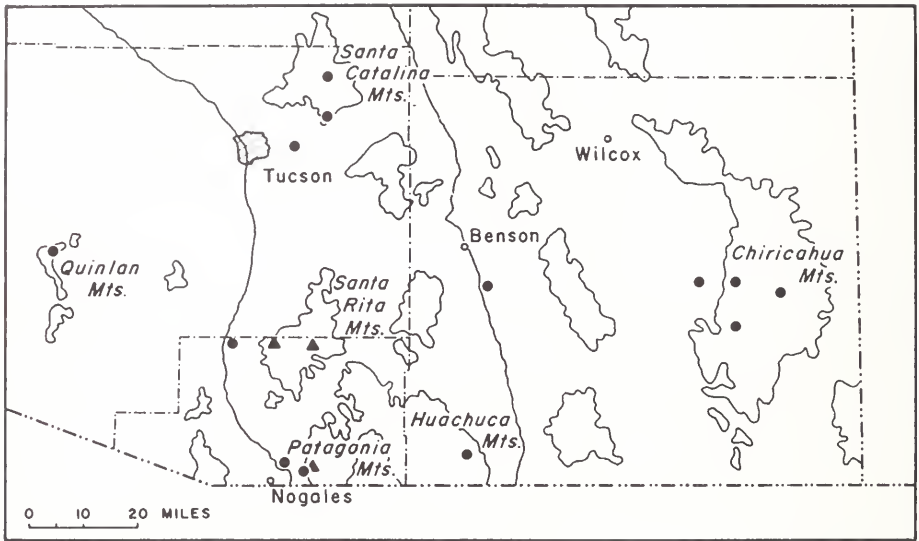 Santa
Catalina
Mts.
Tucson
Wilcox
Benson
Quinlan
Mts.
Santa
Rita
Mts.
Chiricahua
Mts.
Huachuca
Mts.
Patagonia
Mts.
Nogales
0 10 20 MILES